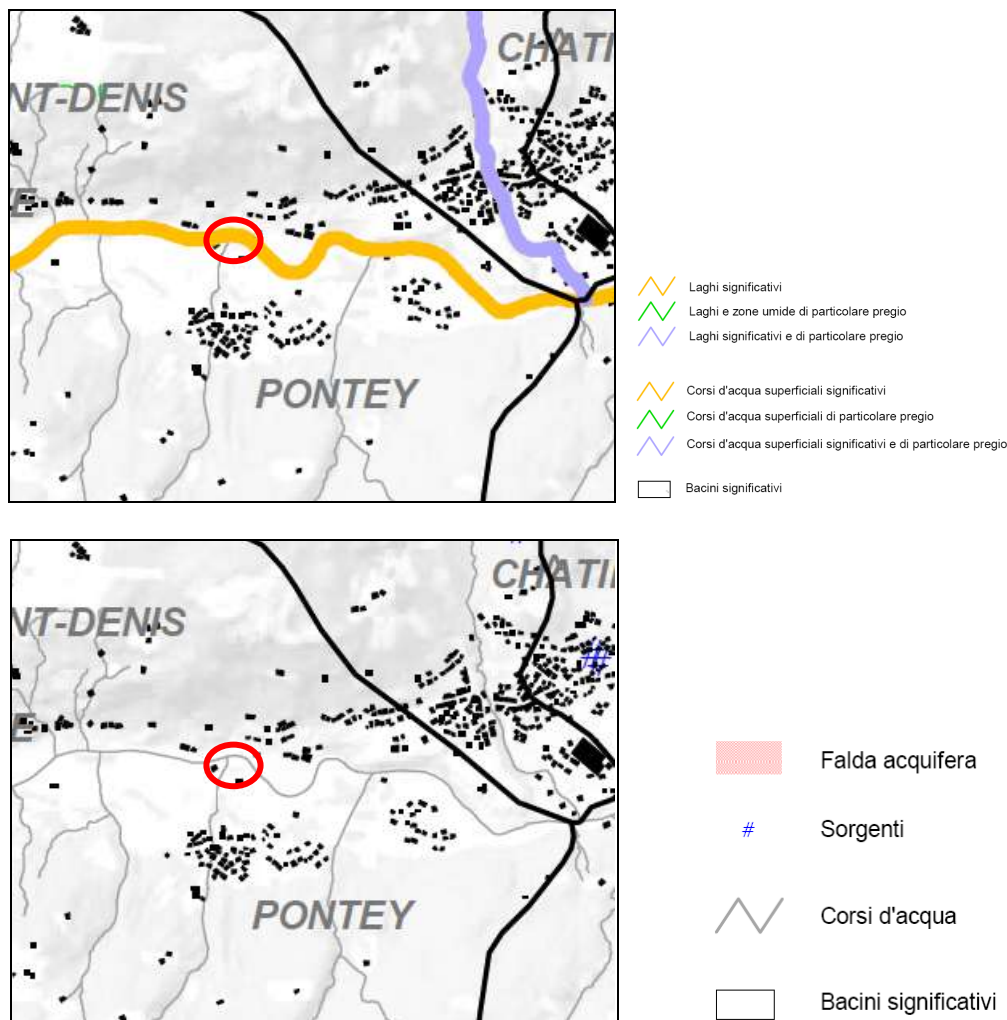 CHÂTI
NT-DENIS
E
PONTEY
Laghi significativi
Laghi e zone umide di particolare pregio
Laghi significativi e di particolare pregio
Corsi d'acqua superficiali significativi
Corsi d'acqua superficiali di particolare pregio
Corsi d'acqua superficiali significativi e di particolare pregio
Bacini significativi
CHÂTI
NT-DENIS
E
PONTEY
Falda acquifera
# Sorgenti
Corsi d'acqua
Bacini significativi